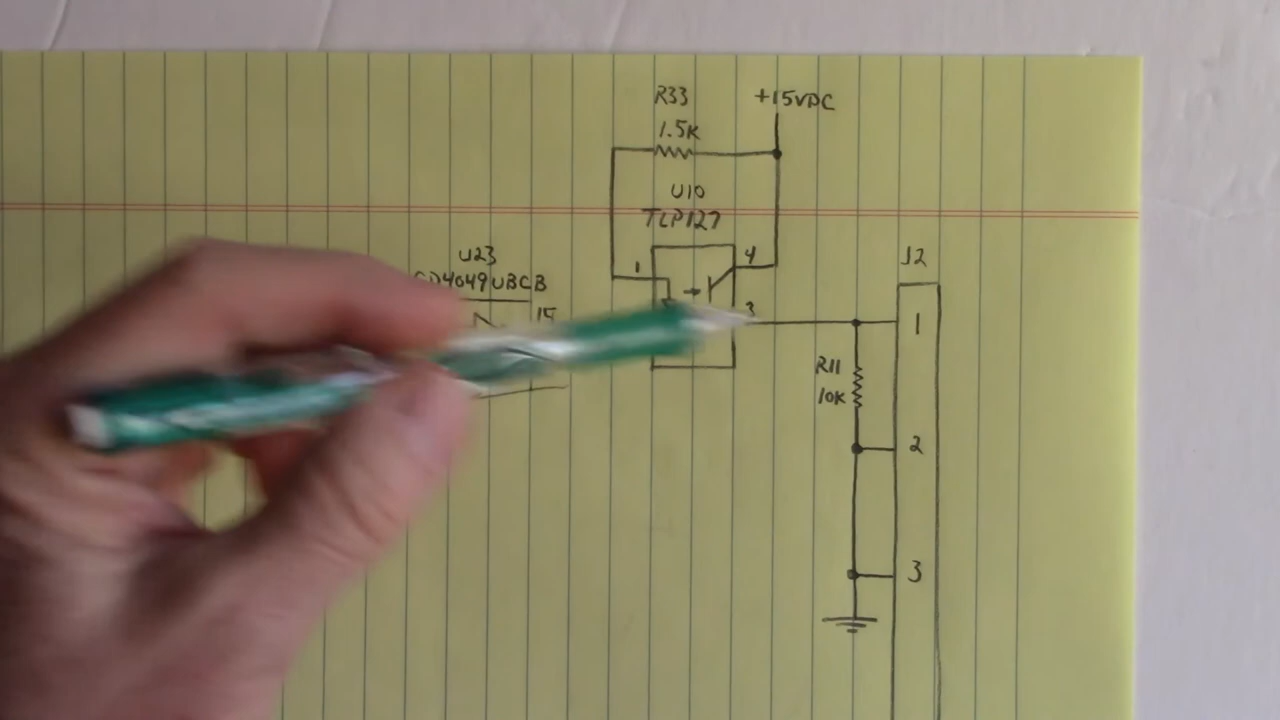 R33
+15VDC
1.5K
U10
TLP127
U23
CD4049UBCB
1
4
J2
15
3
1
R11
10K
2
3